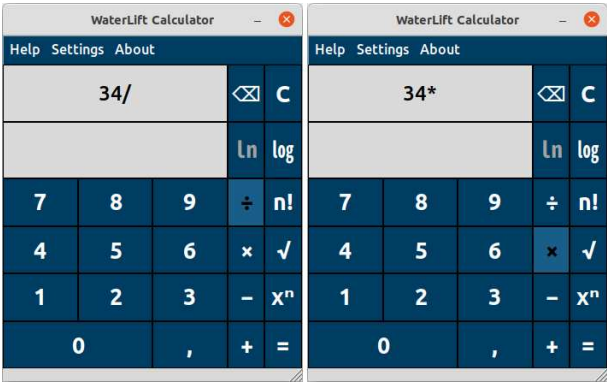 WaterLift Calculator
Help Settings About
34/
⌫ C
ln log
7 8 9 ÷ n!
4 5 6 × √
1 2 3 − xⁿ
0 , + =
WaterLift Calculator
Help Settings About
34*
⌫ C
ln log
7 8 9 ÷ n!
4 5 6 × √
1 2 3 − xⁿ
0 , + =